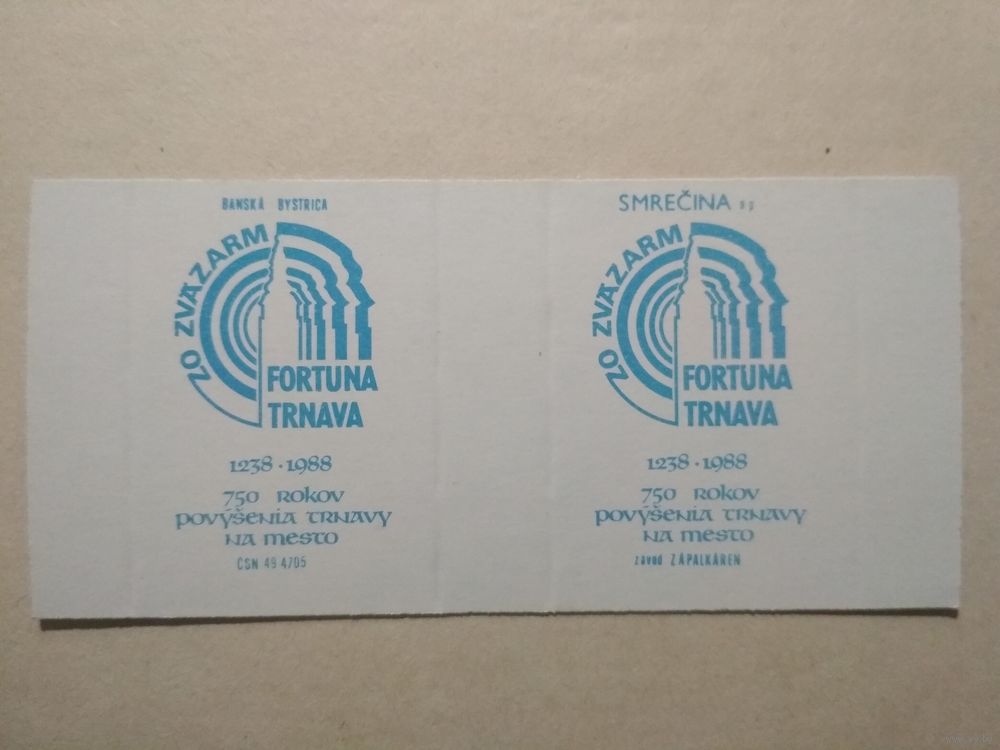 BANSKÁ BYSTRICA
ZO ZVÄZARM
FORTUNA
TRNAVA
1238 · 1988
750 ROKOV
POVÝŠENIA TRNAVY
NA MESTO
ČSN 49 4705
SMREČINA
ZO ZVÄZARM
FORTUNA
TRNAVA
1238 · 1988
750 ROKOV
POVÝŠENIA TRNAVY
NA MESTO
závod ZÁPALKÁREŇ